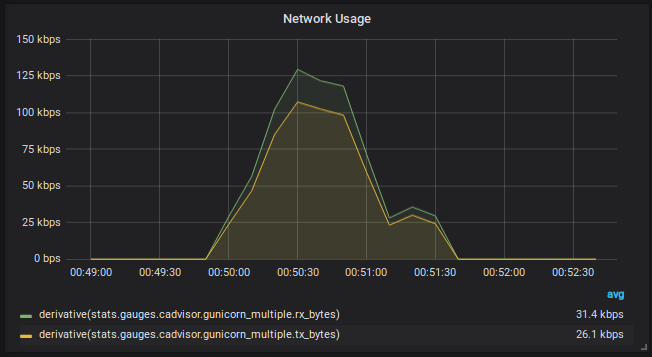 Network Usage
150 kbps
125 kbps
100 kbps
75 kbps
50 kbps
25 kbps
0 bps
00:49:00 00:49:30 00:50:00 00:50:30 00:51:00 00:51:30 00:52:00 00:52:30
avg
derivative(stats.gauges.cadvisor.gunicorn_multiple.rx_bytes) 31.4 kbps
derivative(stats.gauges.cadvisor.gunicorn_multiple.tx_bytes) 26.1 kbps